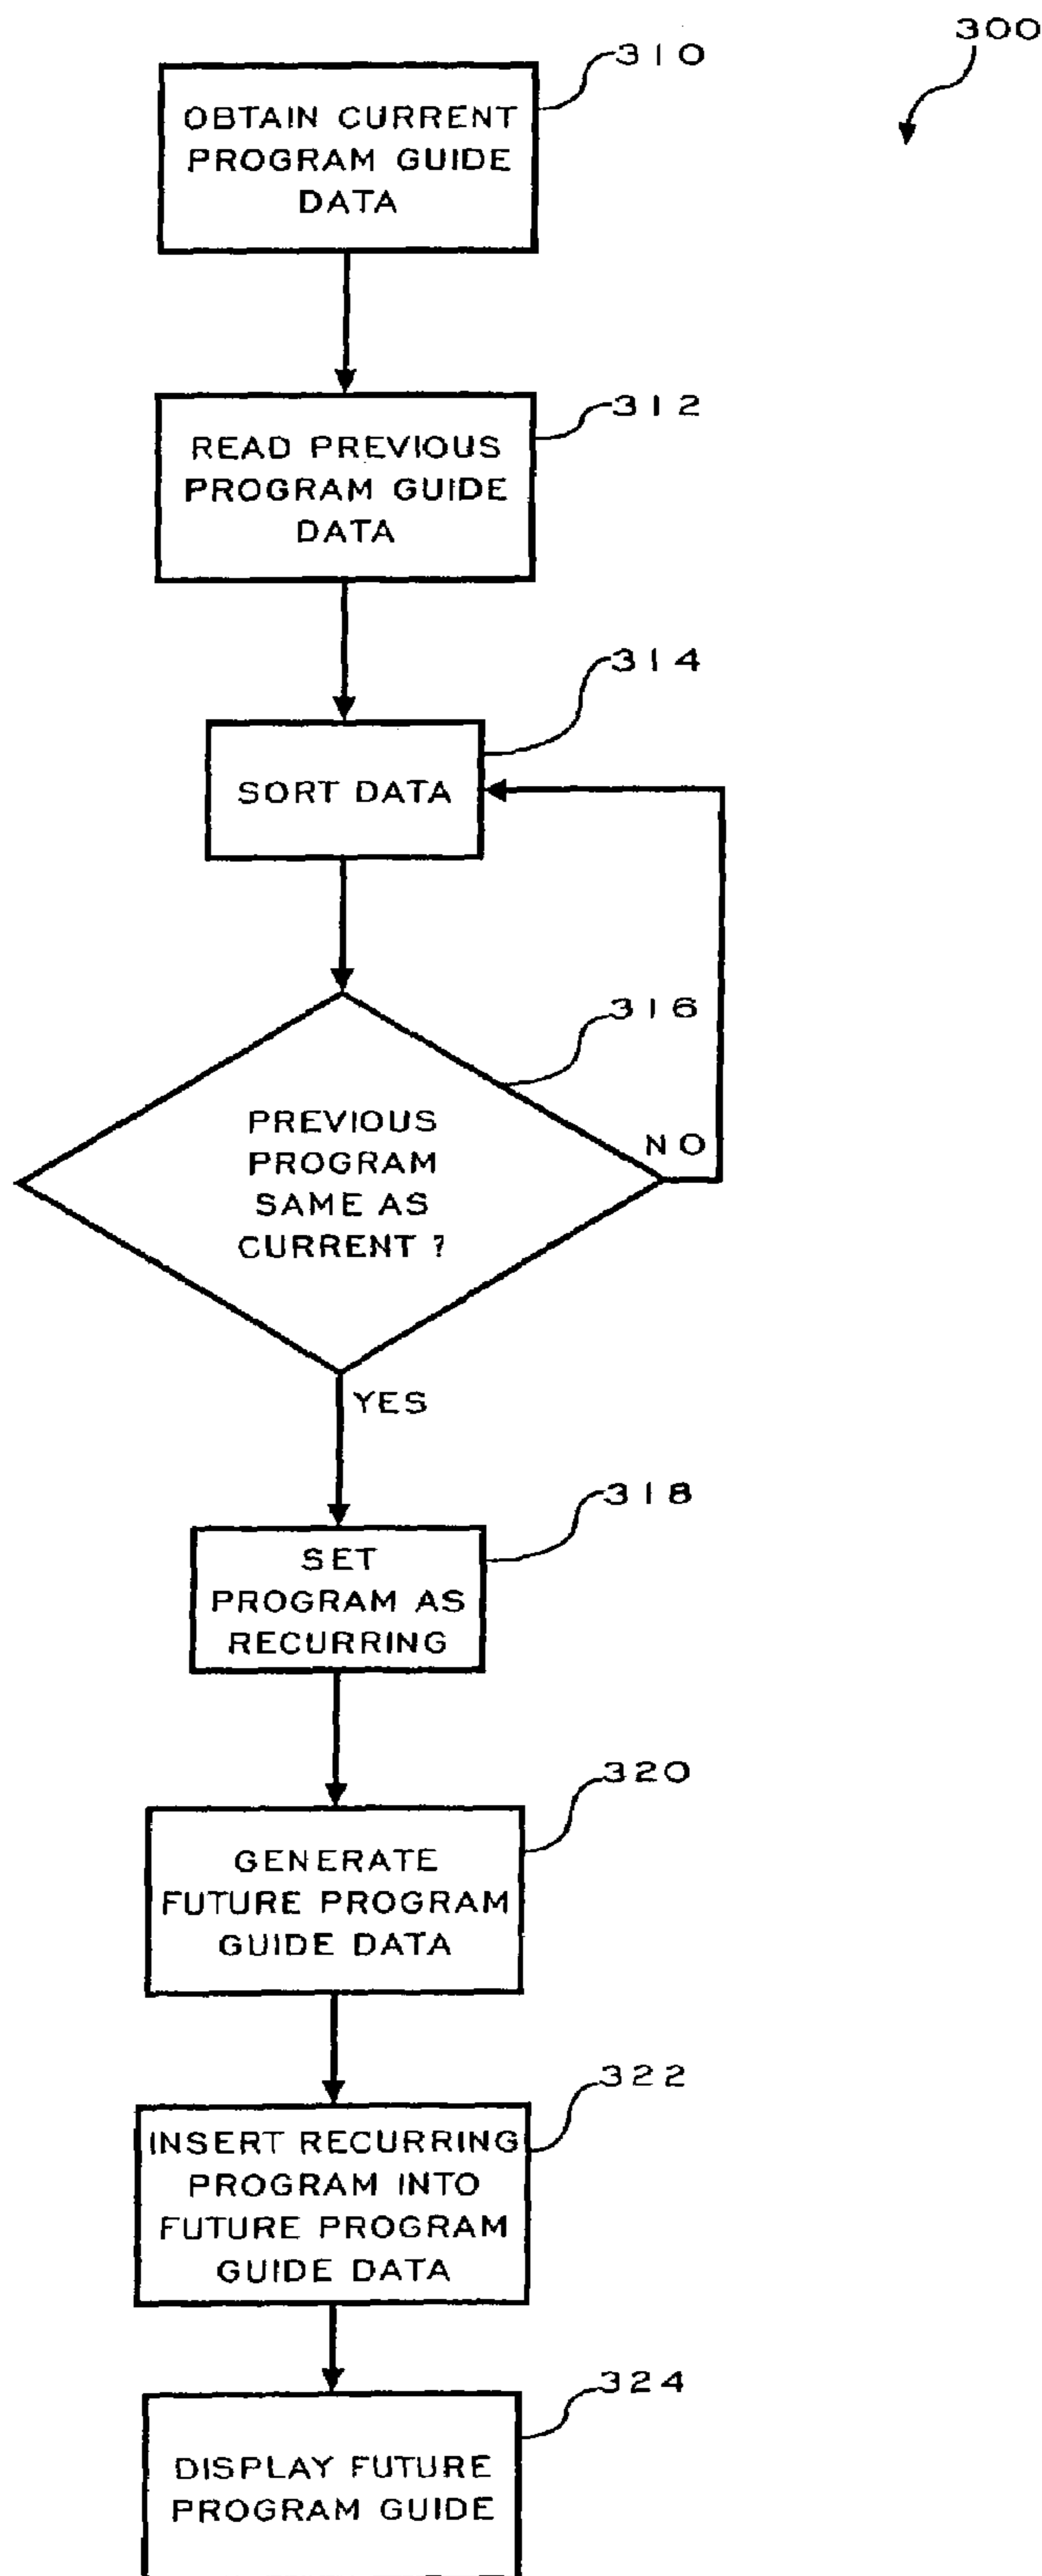 300
310
OBTAIN CURRENT
PROGRAM GUIDE
DATA
312
READ PREVIOUS
PROGRAM GUIDE
DATA
314
SORT DATA
316
PREVIOUS
PROGRAM
SAME AS
CURRENT ?
NO
YES
318
SET
PROGRAM AS
RECURRING
320
GENERATE
FUTURE PROGRAM
GUIDE DATA
322
INSERT RECURRING
PROGRAM INTO
FUTURE PROGRAM
GUIDE DATA
324
DISPLAY FUTURE
PROGRAM GUIDE